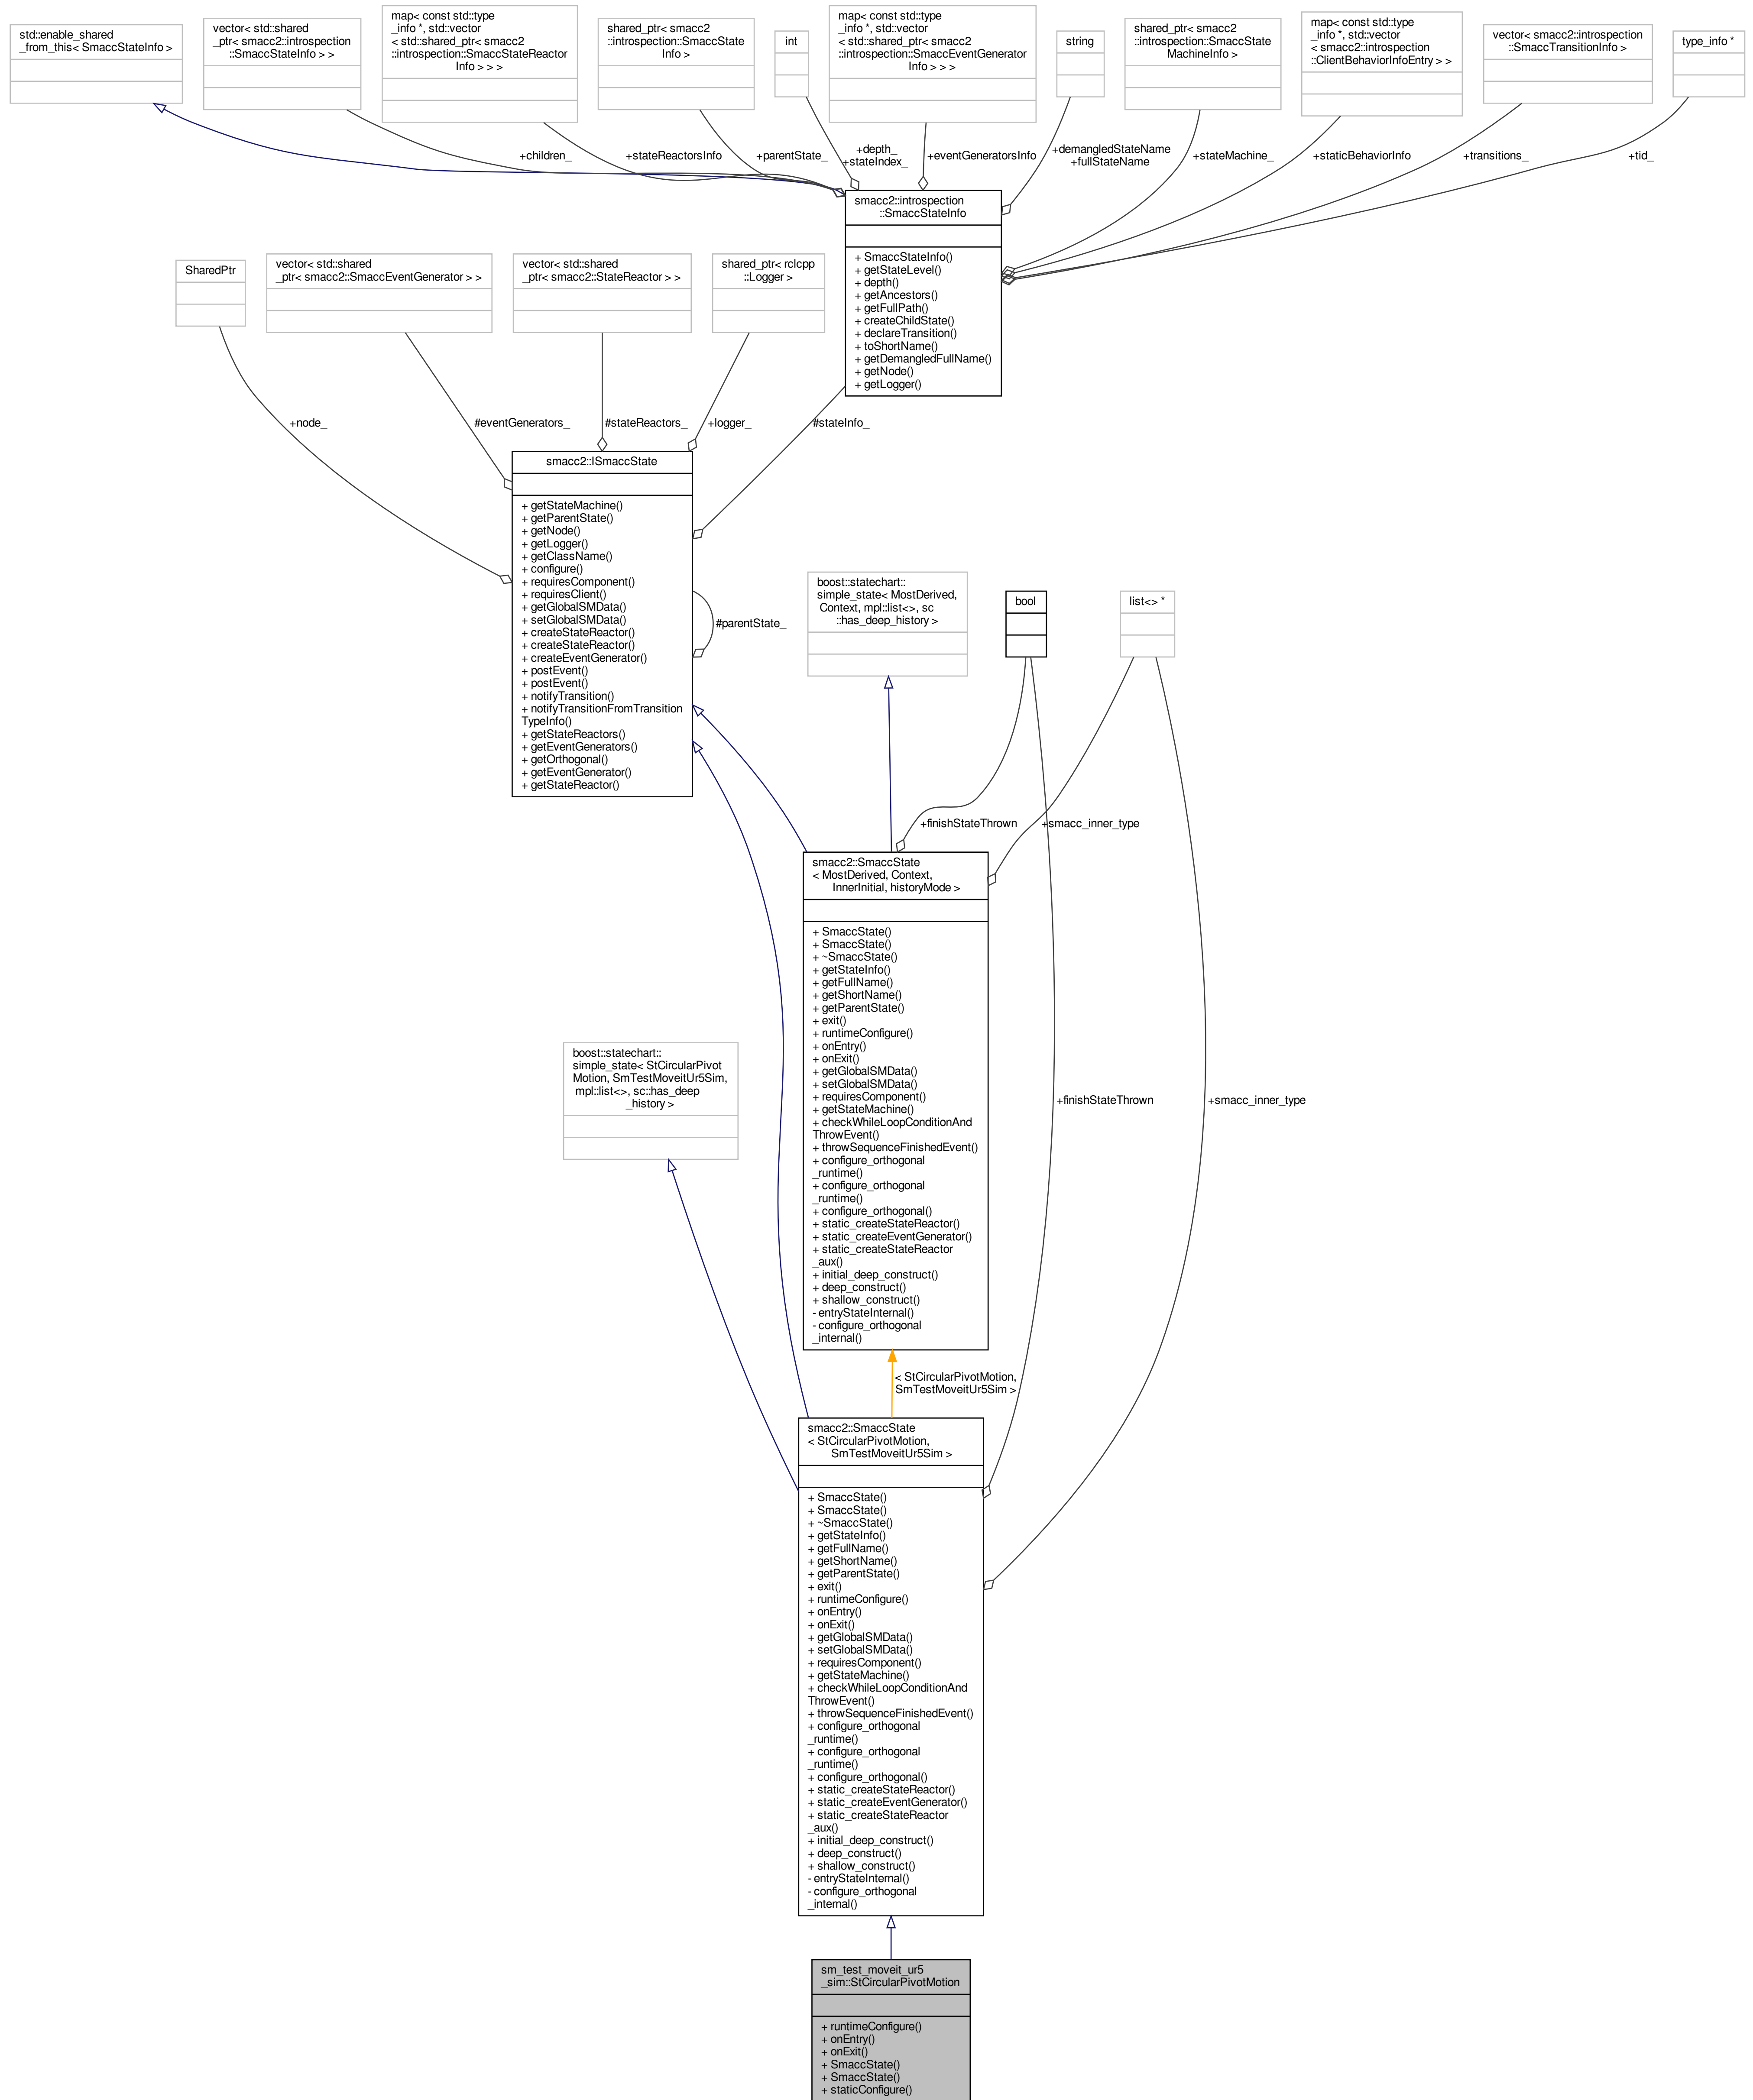 std::enable_shared
_from_this< SmaccStateInfo >
vector< std::shared
_ptr< smacc2::introspection
::SmaccStateInfo > >
map< const std::type
_info *, std::vector
< std::shared_ptr< smacc2
::introspection::SmaccStateReactor
Info > > >
shared_ptr< smacc2
::introspection::SmaccState
Info >
int
map< const std::type
_info *, std::vector
< std::shared_ptr< smacc2
::introspection::SmaccEventGenerator
Info > > >
string
shared_ptr< smacc2
::introspection::SmaccState
MachineInfo >
map< const std::type
_info *, std::vector
< smacc2::introspection
::ClientBehaviorInfoEntry > >
vector< smacc2::introspection
::SmaccTransitionInfo >
type_info *
+children_
+stateReactorsInfo
+parentState_
+depth_
+stateIndex_
+eventGeneratorsInfo
+demangledStateName
+fullStateName
+stateMachine_
+staticBehaviorInfo
+transitions_
+tid_
smacc2::introspection
::SmaccStateInfo
+ SmaccStateInfo()
+ getStateLevel()
+ depth()
+ getAncestors()
+ getFullPath()
+ createChildState()
+ declareTransition()
+ toShortName()
+ getDemangledFullName()
+ getNode()
+ getLogger()
SharedPtr
vector< std::shared
_ptr< smacc2::SmaccEventGenerator > >
vector< std::shared
_ptr< smacc2::StateReactor > >
shared_ptr< rclcpp
::Logger >
+node_
#eventGenerators_
#stateReactors_
+logger_
#stateInfo_
smacc2::ISmaccState
+ getStateMachine()
+ getParentState()
+ getNode()
+ getLogger()
+ getClassName()
+ configure()
+ requiresComponent()
+ requiresClient()
+ getGlobalSMData()
+ setGlobalSMData()
+ createStateReactor()
+ createStateReactor()
+ createEventGenerator()
+ postEvent()
+ postEvent()
+ notifyTransition()
+ notifyTransitionFromTransition
TypeInfo()
+ getStateReactors()
+ getEventGenerators()
+ getOrthogonal()
+ getEventGenerator()
+ getStateReactor()
#parentState_
boost::statechart::
simple_state< MostDerived,
Context, mpl::list<>, sc
::has_deep_history >
bool
list<> *
+finishStateThrown
+smacc_inner_type
smacc2::SmaccState
< MostDerived, Context,
InnerInitial, historyMode >
+ SmaccState()
+ SmaccState()
+ ~SmaccState()
+ getStateInfo()
+ getFullName()
+ getShortName()
+ getParentState()
+ exit()
+ runtimeConfigure()
+ onEntry()
+ onExit()
+ getGlobalSMData()
+ setGlobalSMData()
+ requiresComponent()
+ getStateMachine()
+ checkWhileLoopConditionAnd
ThrowEvent()
+ throwSequenceFinishedEvent()
+ configure_orthogonal
_runtime()
+ configure_orthogonal
_runtime()
+ configure_orthogonal()
+ static_createStateReactor()
+ static_createEventGenerator()
+ static_createStateReactor
_aux()
+ initial_deep_construct()
+ deep_construct()
+ shallow_construct()
- entryStateInternal()
- configure_orthogonal
_internal()
boost::statechart::
simple_state< StCircularPivot
Motion, SmTestMoveitUr5Sim,
mpl::list<>, sc::has_deep
_history >
+finishStateThrown
+smacc_inner_type
< StCircularPivotMotion,
SmTestMoveitUr5Sim >
smacc2::SmaccState
< StCircularPivotMotion,
SmTestMoveitUr5Sim >
+ SmaccState()
+ SmaccState()
+ ~SmaccState()
+ getStateInfo()
+ getFullName()
+ getShortName()
+ getParentState()
+ exit()
+ runtimeConfigure()
+ onEntry()
+ onExit()
+ getGlobalSMData()
+ setGlobalSMData()
+ requiresComponent()
+ getStateMachine()
+ checkWhileLoopConditionAnd
ThrowEvent()
+ throwSequenceFinishedEvent()
+ configure_orthogonal
_runtime()
+ configure_orthogonal
_runtime()
+ configure_orthogonal()
+ static_createStateReactor()
+ static_createEventGenerator()
+ static_createStateReactor
_aux()
+ initial_deep_construct()
+ deep_construct()
+ shallow_construct()
- entryStateInternal()
- configure_orthogonal
_internal()
sm_test_moveit_ur5
_sim::StCircularPivotMotion
+ runtimeConfigure()
+ onEntry()
+ onExit()
+ SmaccState()
+ SmaccState()
+ staticConfigure()